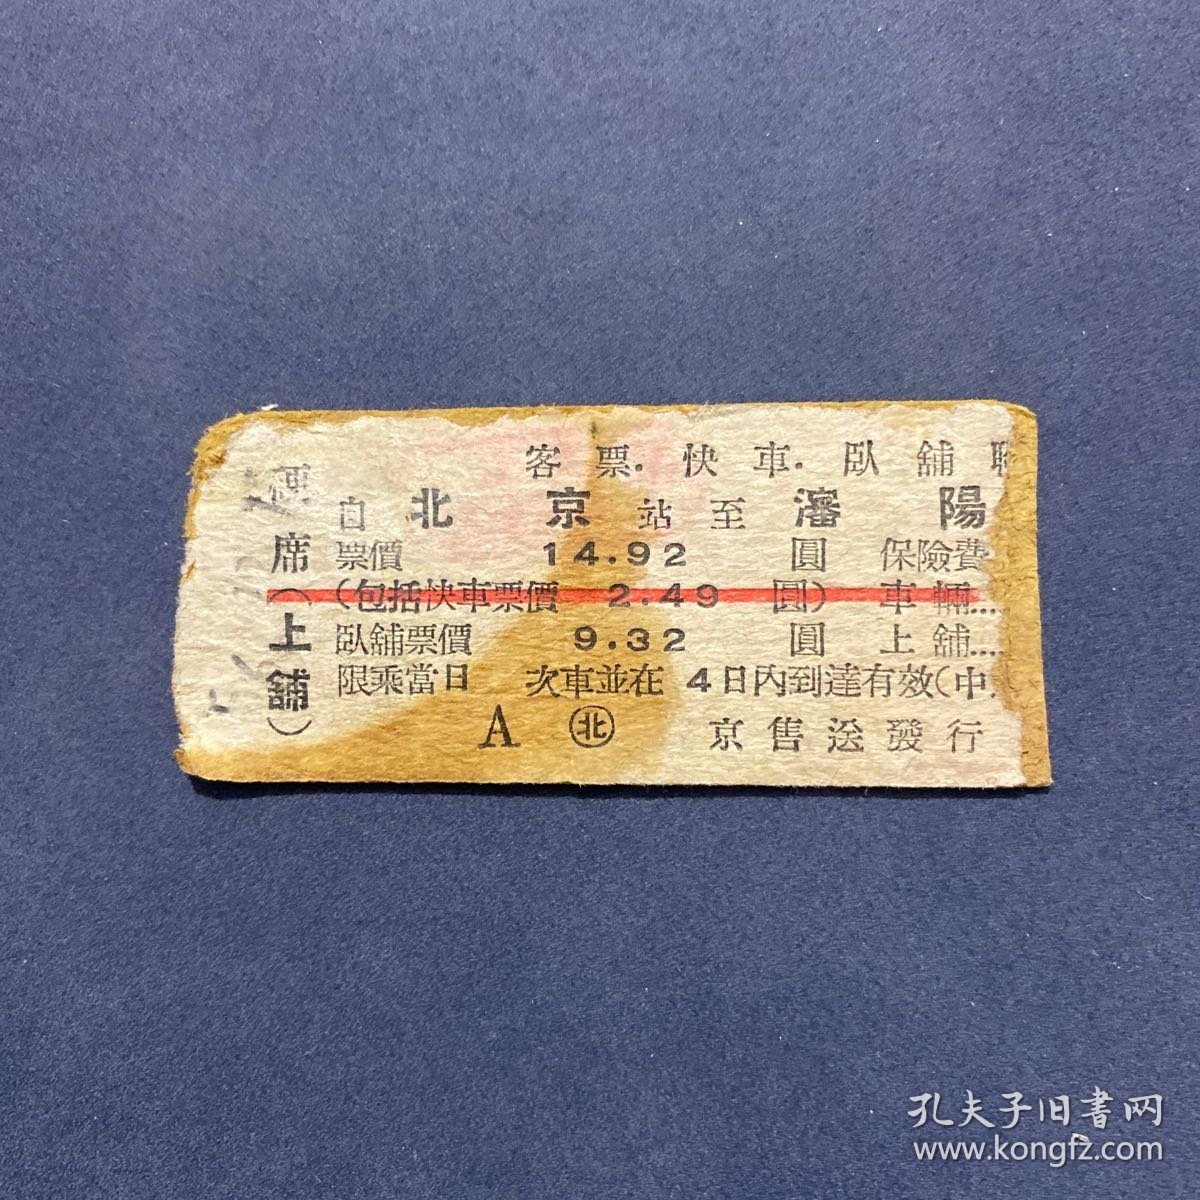 客票.快車.臥舖聯
硬席(上舖)
自北京站至瀋陽
票價 14.92 圓 保險費
(包括快車票價 2.49 圓) 車輛....
臥舖票價 9.32 圓 上舖....
限乘當日 次車並在4日內到達有效(中
A 北 京售送發行
孔夫子旧書网
www.kongfz.com